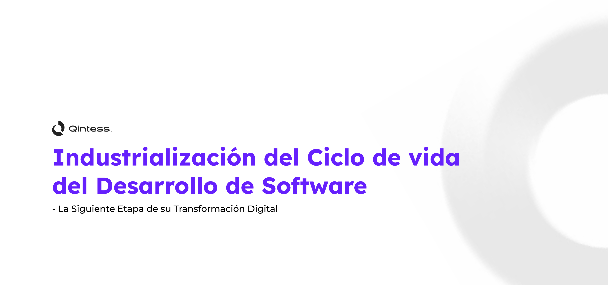 Qintess.
Industrialización del Ciclo de vida
del Desarrollo de Software
- La Siguiente Etapa de su Transformación Digital